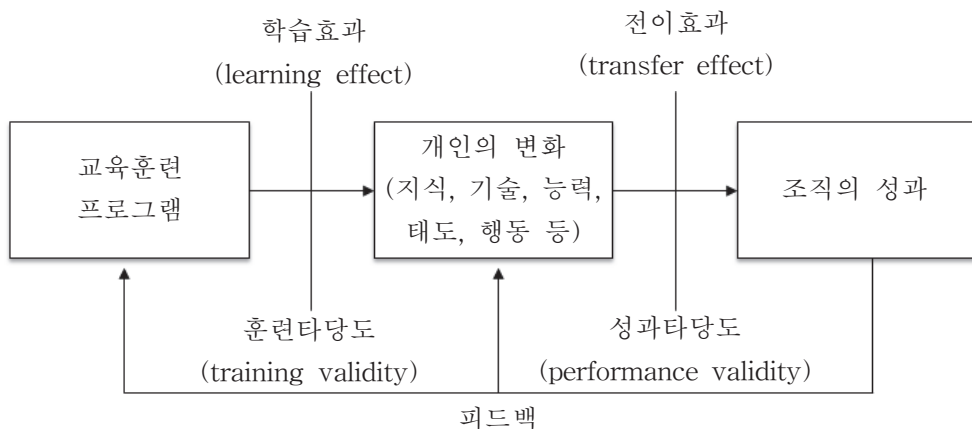 학습효과
(learning effect)
전이효과
(transfer effect)
교육훈련
프로그램
개인의 변화
(지식, 기술, 능력,
태도, 행동 등)
조직의 성과
훈련타당도
(training validity)
성과타당도
(performance validity)
피드백